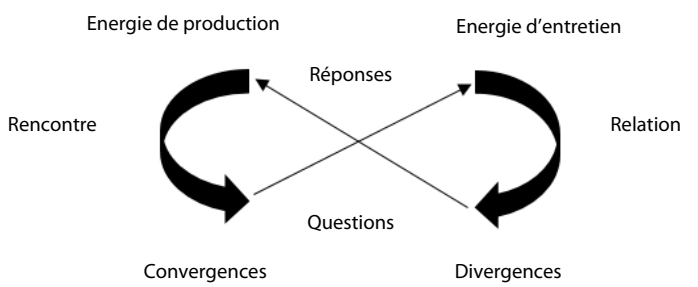 Energie de production
Energie d’entretien
Réponses
Rencontre
Relation
Questions
Convergences
Divergences